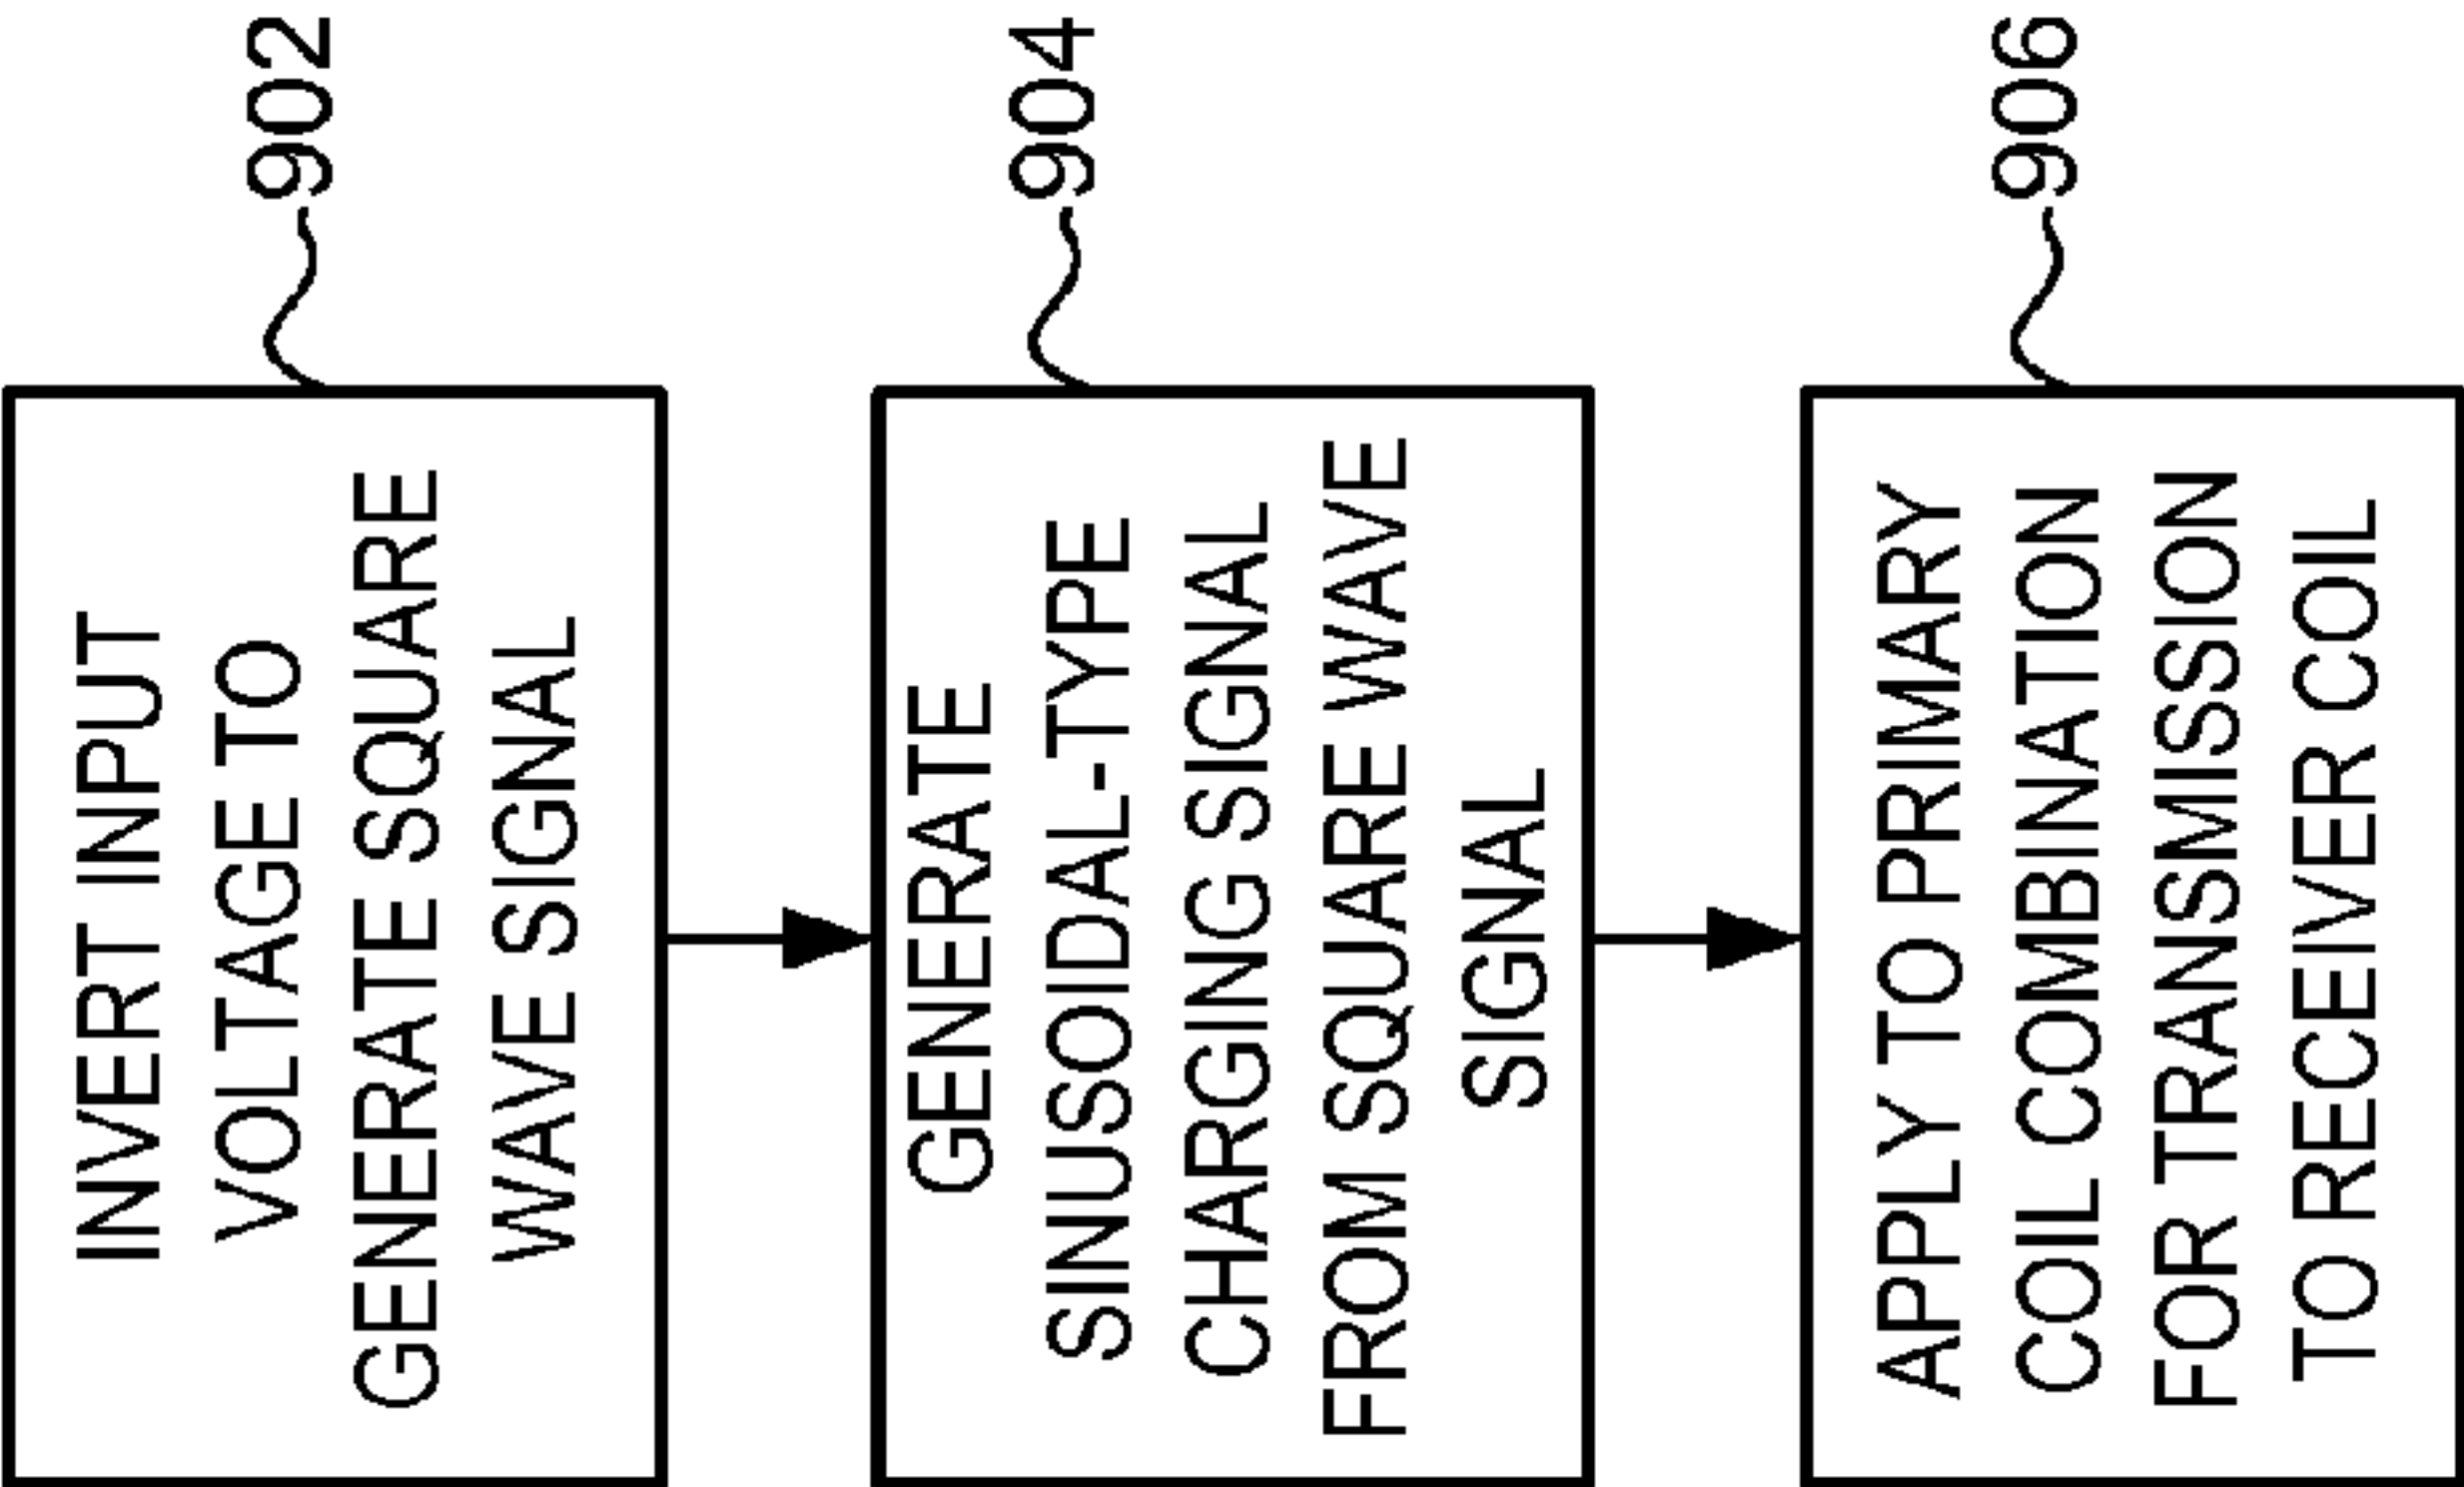 INVERT INPUT
VOLTAGE TO
GENERATE SQUARE
WAVE SIGNAL
902
GENERATE
SINUSOIDAL-TYPE
CHARGING SIGNAL
FROM SQUARE WAVE
SIGNAL
904
APPLY TO PRIMARY
COIL COMBINATION
FOR TRANSMISSION
TO RECEIVER COIL
906